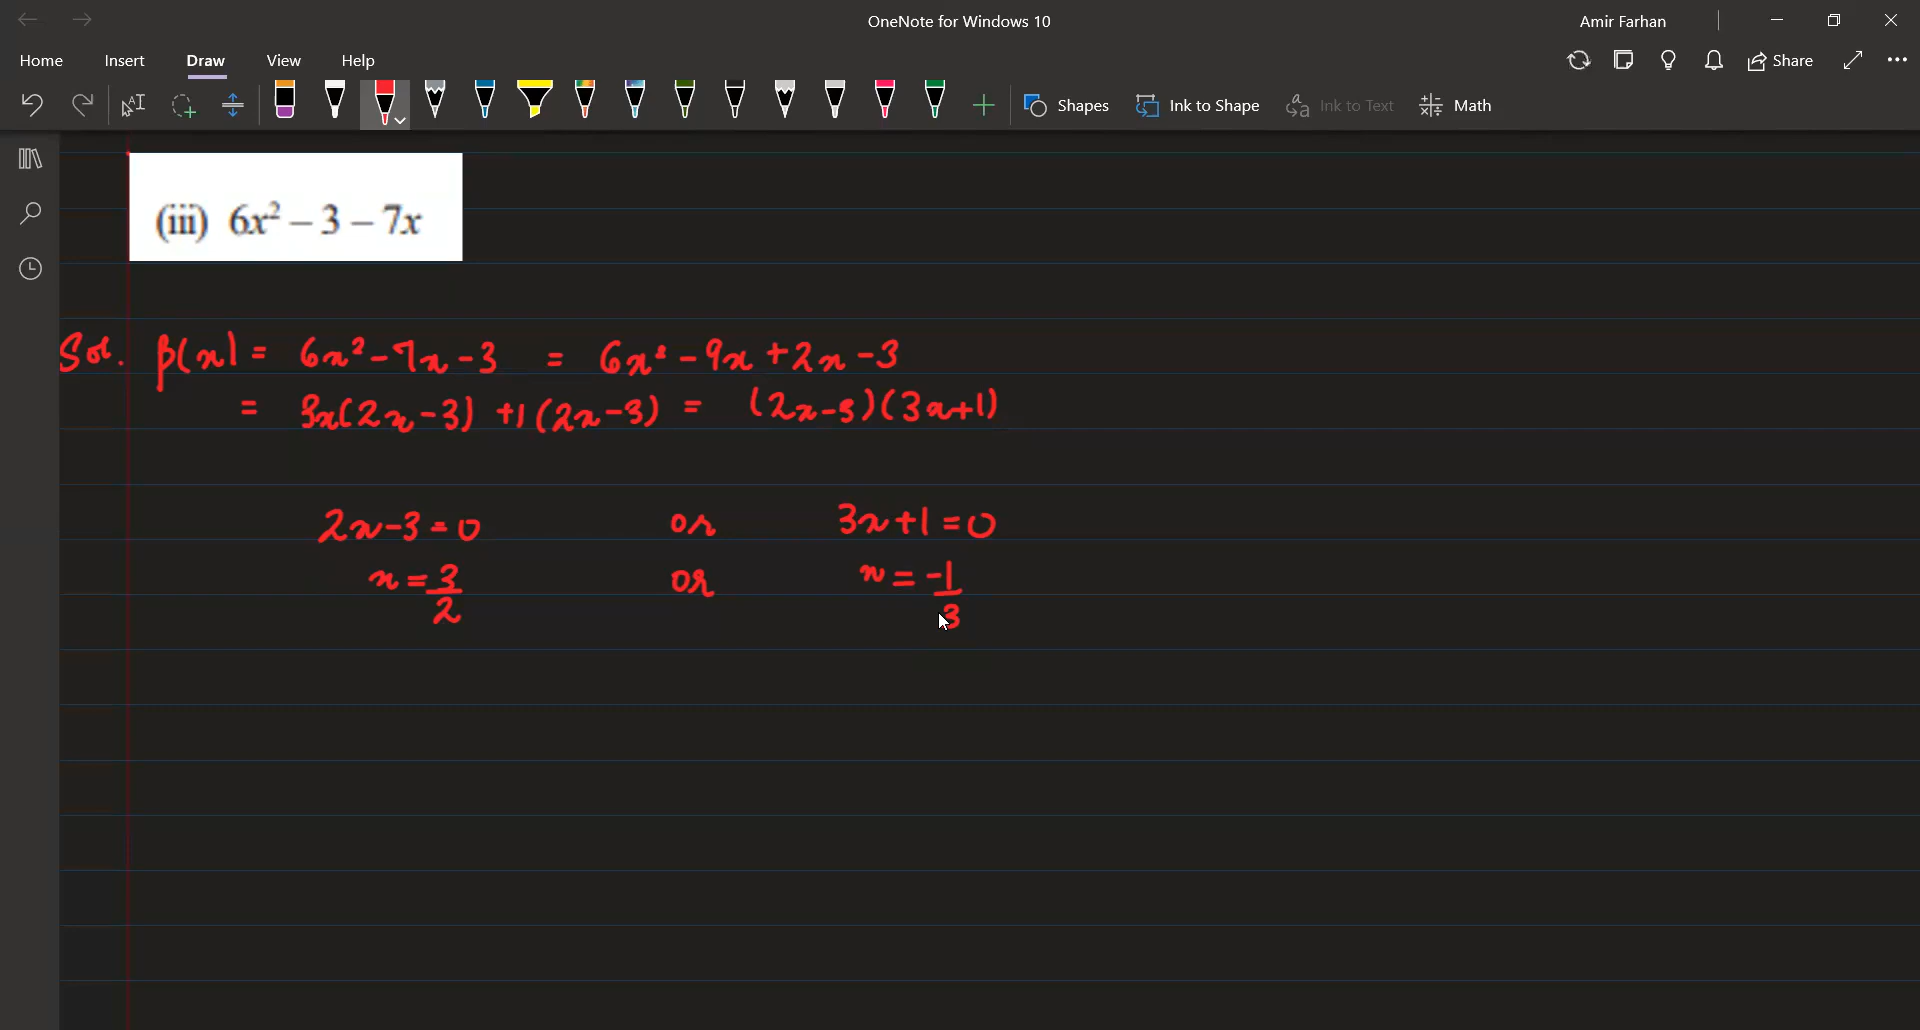 OneNote for Windows 10
Amir Farhan
Home Insert Draw View Help
Share
Shapes Ink to Shape Ink to Text Math
(iii) 6x² – 3 – 7x
Sol. p(x) = 6x² - 7x - 3 = 6x² - 9x + 2x - 3
= 3x(2x - 3) + 1(2x - 3) = (2x - 3)(3x + 1)
2x - 3 = 0 or 3x + 1 = 0
x = 3/2 or x = -1/3